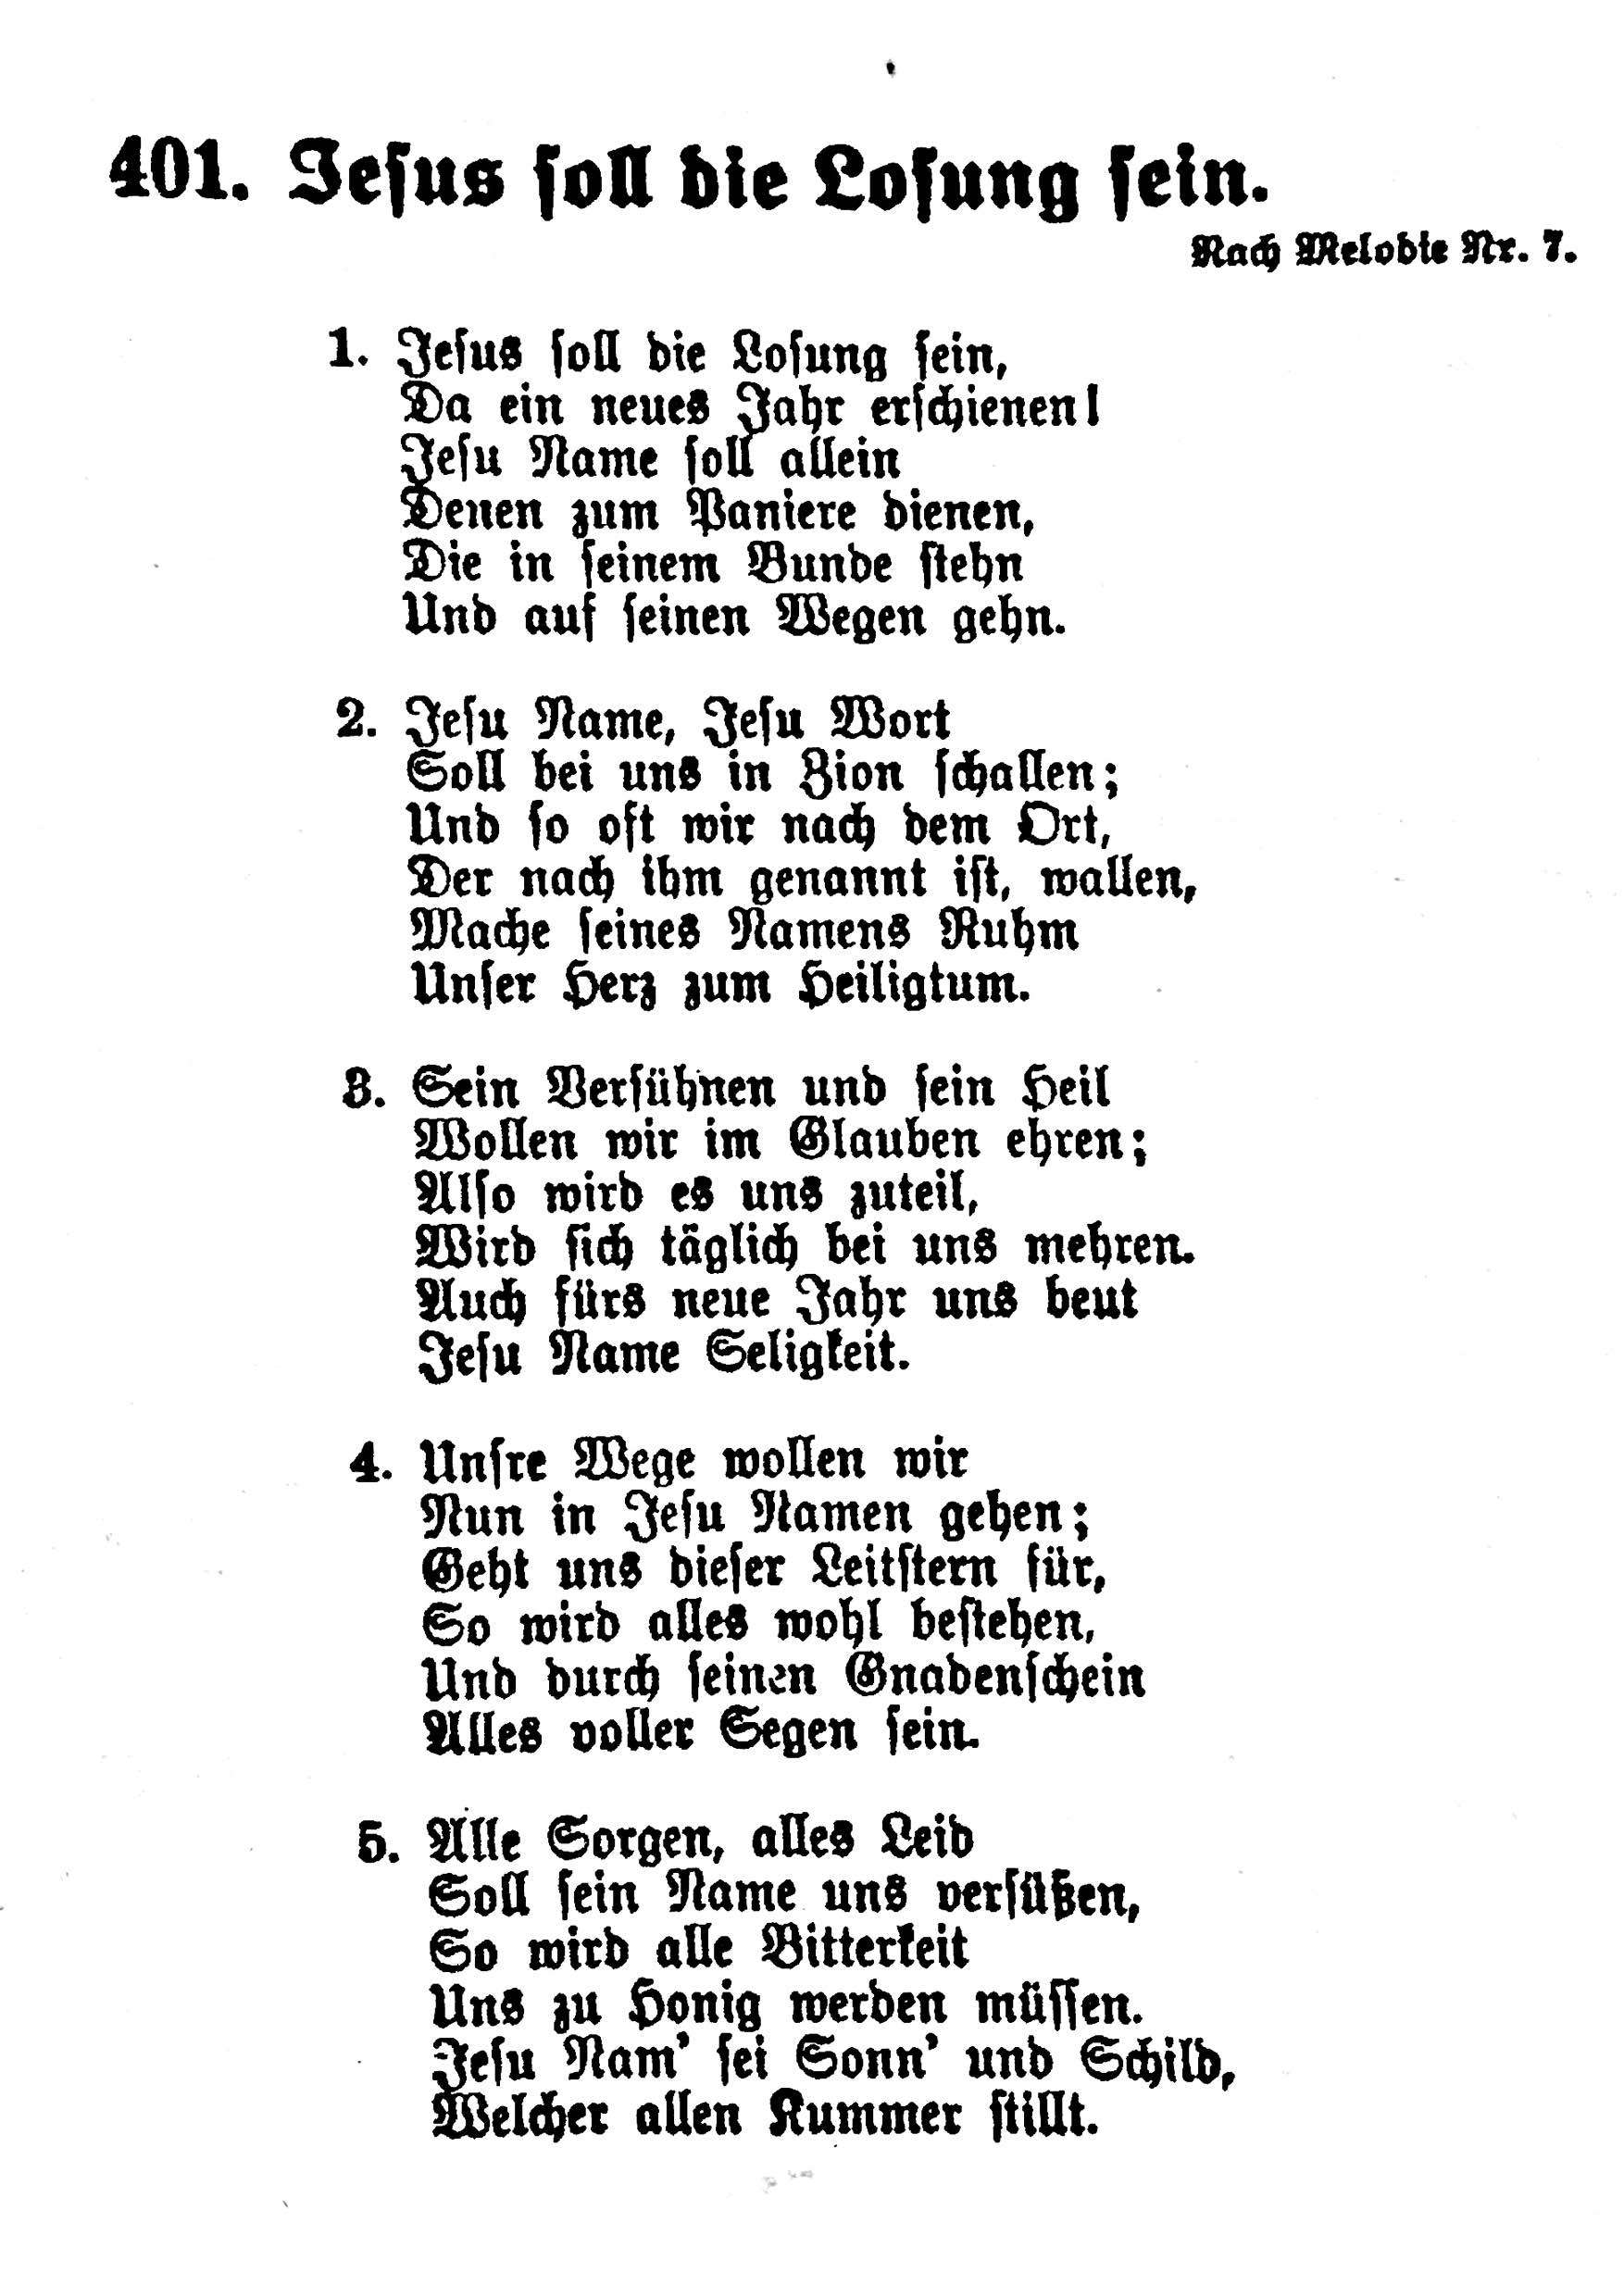 401. Jesus soll die Losung sein.
Nach Melodie Nr. 7.
1. Jesus soll die Losung sein,
Da ein neues Jahr erschienen!
Jesu Name soll allein
Denen zum Paniere dienen,
Die in seinem Bunde stehn
Und auf seinen Wegen gehn.
2. Jesu Name, Jesu Wort
Soll bei uns in Zion schallen;
Und so oft wir nach dem Ort,
Der nach ihm genannt ist, wallen,
Mache seines Namens Ruhm
Unser Herz zum Heiligtum.
3. Sein Versühnen und sein Heil
Wollen wir im Glauben ehren;
Also wird es uns zuteil,
Wird sich täglich bei uns mehren.
Auch fürs neue Jahr uns beut
Jesu Name Seligkeit.
4. Unsre Wege wollen wir
Nun in Jesu Namen gehen;
Geht uns dieser Leitstern für,
So wird alles wohl bestehen,
Und durch seinen Gnadenschein
Alles voller Segen sein.
5. Alle Sorgen, alles Leid
Soll sein Name uns versüßen,
So wird alle Bitterkeit
Uns zu Honig werden müssen.
Jesu Nam' sei Sonn' und Schild,
Welcher allen Kummer stillt.